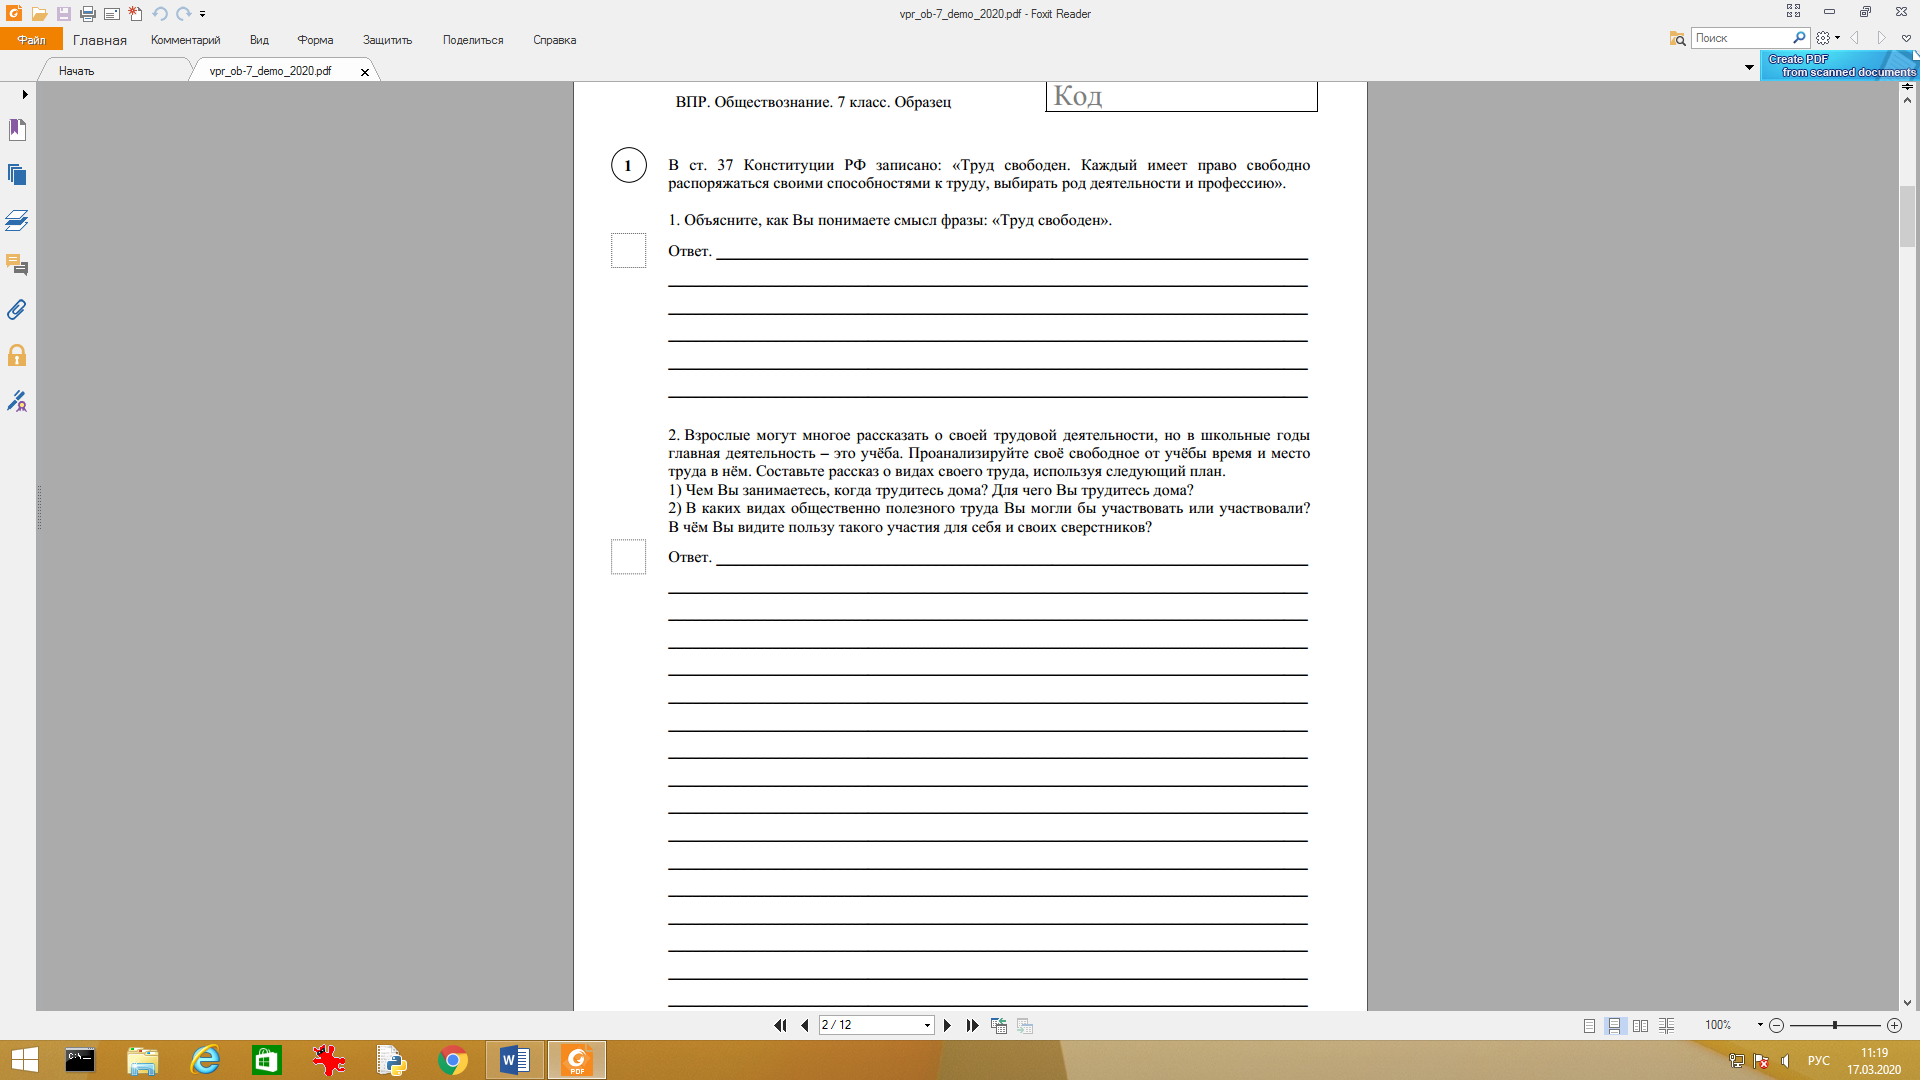 vpr_ob-7_demo_2020.pdf - Foxit Reader
Файл Главная Комментарий Вид Форма Защитить Поделиться Справка Поиск
Начать vpr_ob-7_demo_2020.pdf
Create PDF
from scanned documents
ВПР. Обществознание. 7 класс. Образец
Код
1
В ст. 37 Конституции РФ записано: «Труд свободен. Каждый имеет право свободно
распоряжаться своими способностями к труду, выбирать род деятельности и профессию».
1. Объясните, как Вы понимаете смысл фразы: «Труд свободен».
Ответ.
2. Взрослые могут многое рассказать о своей трудовой деятельности, но в школьные годы
главная деятельность – это учёба. Проанализируйте своё свободное от учёбы время и место
труда в нём. Составьте рассказ о видах своего труда, используя следующий план.
1) Чем Вы занимаетесь, когда трудитесь дома? Для чего Вы трудитесь дома?
2) В каких видах общественно полезного труда Вы могли бы участвовать или участвовали?
В чём Вы видите пользу такого участия для себя и своих сверстников?
Ответ.
2 / 12
100%
C:\_
W
PDF
РУС
11:19
17.03.2020